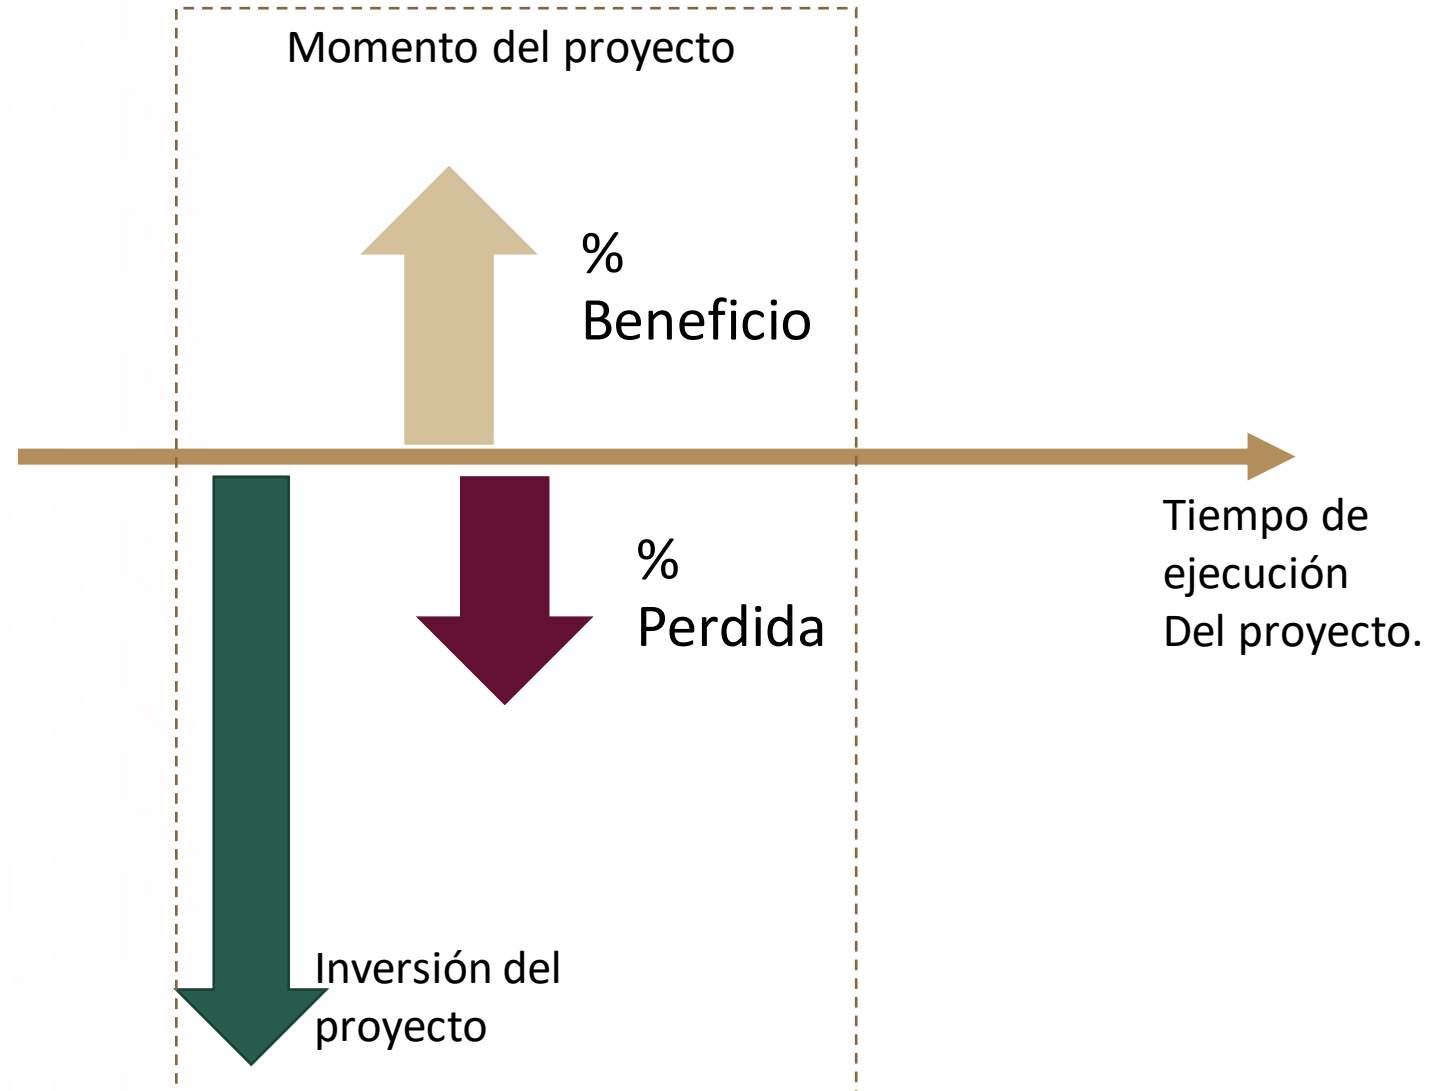 Momento del proyecto
%
Beneficio
Tiempo de
ejecución
Del proyecto.
%
Perdida
Inversión del
proyecto